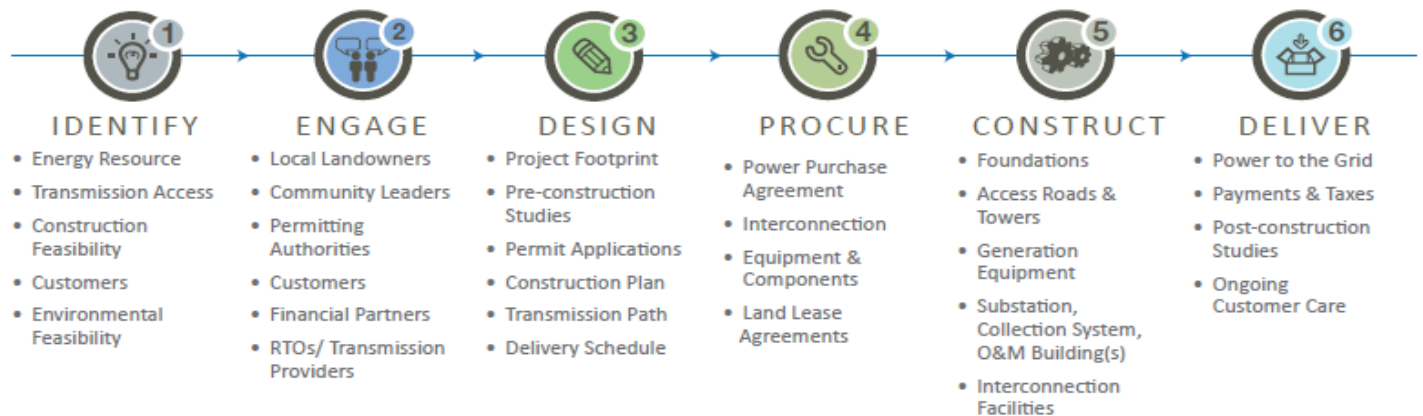 1
2
3
4
5
6
IDENTIFY
• Energy Resource
• Transmission Access
• Construction
Feasibility
• Customers
• Environmental
Feasibility
ENGAGE
• Local Landowners
• Community Leaders
• Permitting
Authorities
• Customers
• Financial Partners
• RTOs/ Transmission
Providers
DESIGN
• Project Footprint
• Pre-construction
Studies
• Permit Applications
• Construction Plan
• Transmission Path
• Delivery Schedule
PROCURE
• Power Purchase
Agreement
• Interconnection
• Equipment &
Components
• Land Lease
Agreements
CONSTRUCT
• Foundations
• Access Roads &
Towers
• Generation
Equipment
• Substation,
Collection System,
O&M Building(s)
• Interconnection
Facilities
DELIVER
• Power to the Grid
• Payments & Taxes
• Post-construction
Studies
• Ongoing
Customer Care